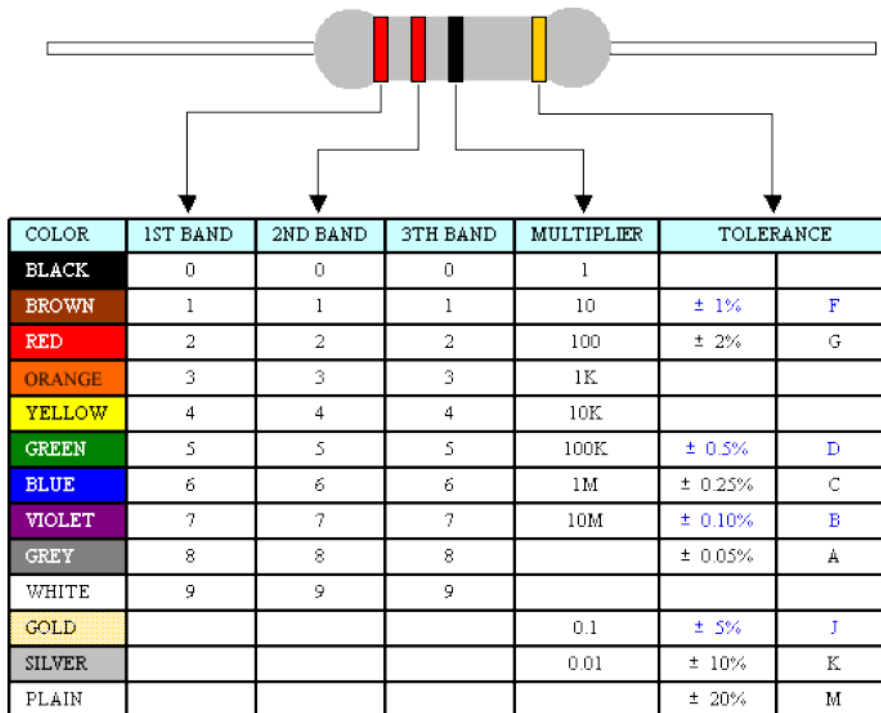 COLOR 1ST BAND 2ND BAND 3TH BAND MULTIPLIER TOLERANCE
BLACK 0 0 0 1
BROWN 1 1 1 10 ± 1% F
RED 2 2 2 100 ± 2% G
ORANGE 3 3 3 1K
YELLOW 4 4 4 10K
GREEN 5 5 5 100K ± 0.5% D
BLUE 6 6 6 1M ± 0.25% C
VIOLET 7 7 7 10M ± 0.10% B
GREY 8 8 8 ± 0.05% A
WHITE 9 9 9
GOLD 0.1 ± 5% J
SILVER 0.01 ± 10% K
PLAIN ± 20% M